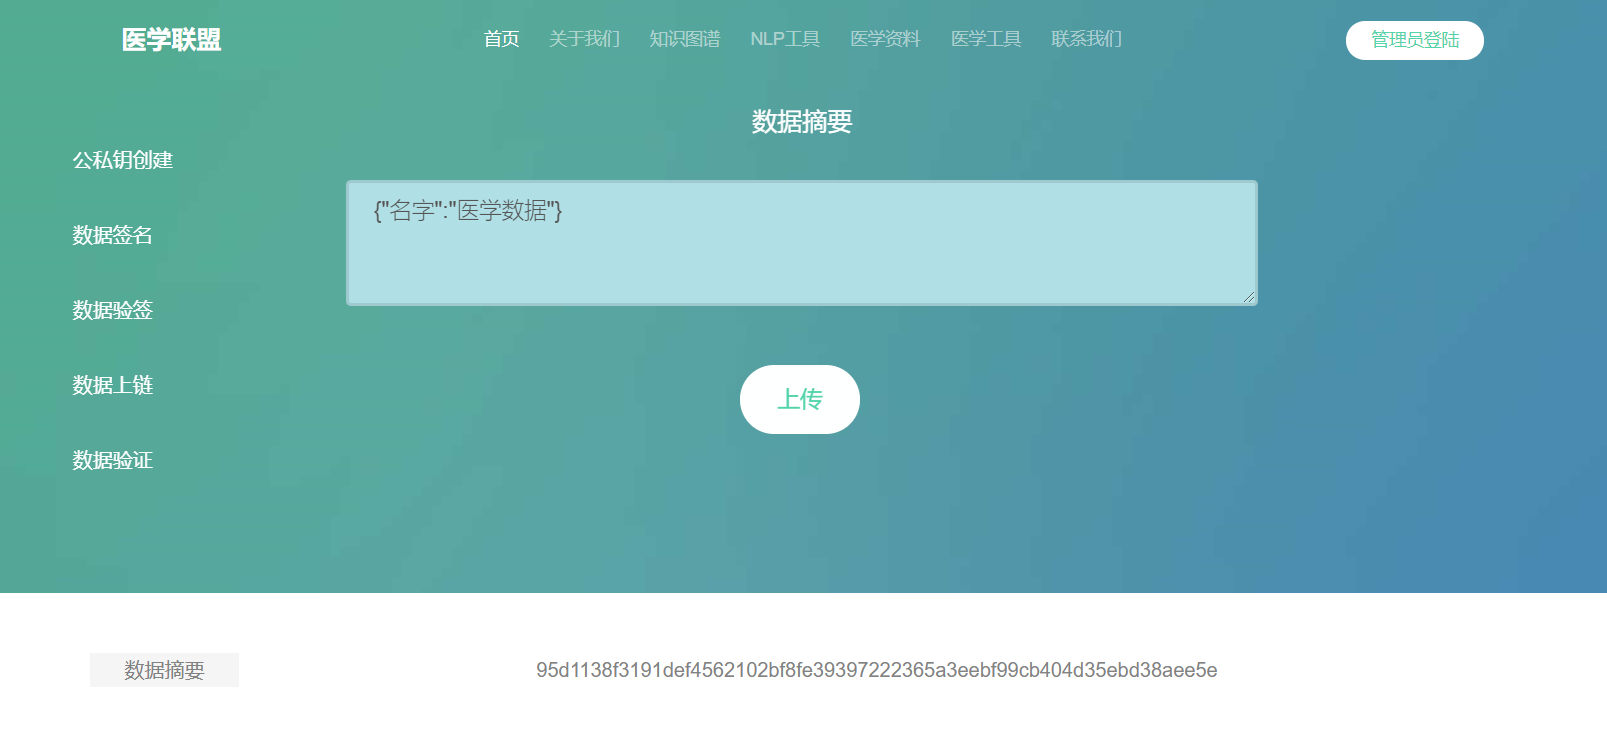 医学联盟
首页 关于我们 知识图谱 NLP工具 医学资料 医学工具 联系我们
管理员登陆
数据摘要
公私钥创建
数据签名
数据验签
数据上链
数据验证
{"名字":"医学数据"}
上传
数据摘要
95d1138f3191def4562102bf8fe39397222365a3eebf99cb404d35ebd38aee5e